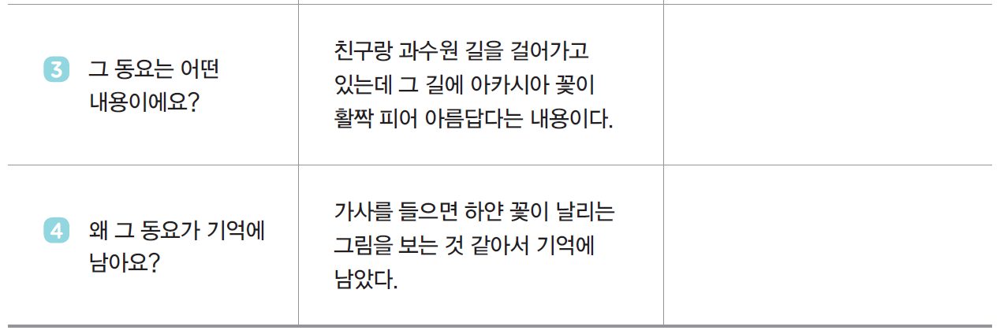 3 그 동요는 어떤
내용이에요?
친구랑 과수원 길을 걸어가고
있는데 그 길에 아카시아 꽃이
활짝 피어 아름답다는 내용이다.
4 왜 그 동요가 기억에
남아요?
가사를 들으면 하얀 꽃이 날리는
그림을 보는 것 같아서 기억에
남았다.